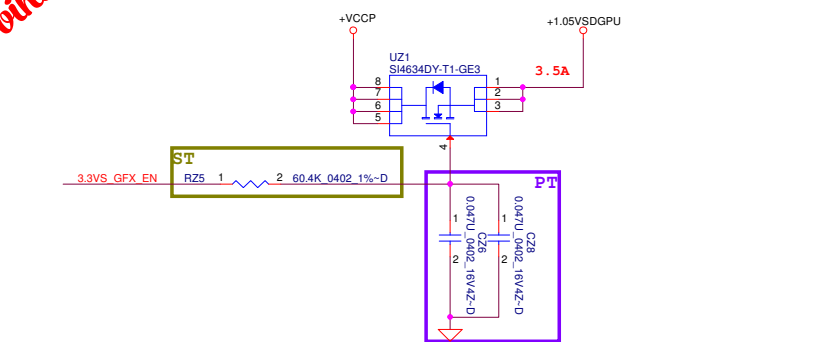 +VCCP
+1.05VSDGPU
UZ1
SI4634DY-T1-GE3
3.5A
8
7
6
5
1
2
3
4
ST
3.3VS_GFX_EN
RZ5
1
2
60.4K_0402_1%~D
PT
1
2
CZ6
0.047U_0402_16V4Z~D
1
2
CZ8
0.047U_0402_16V4Z~D